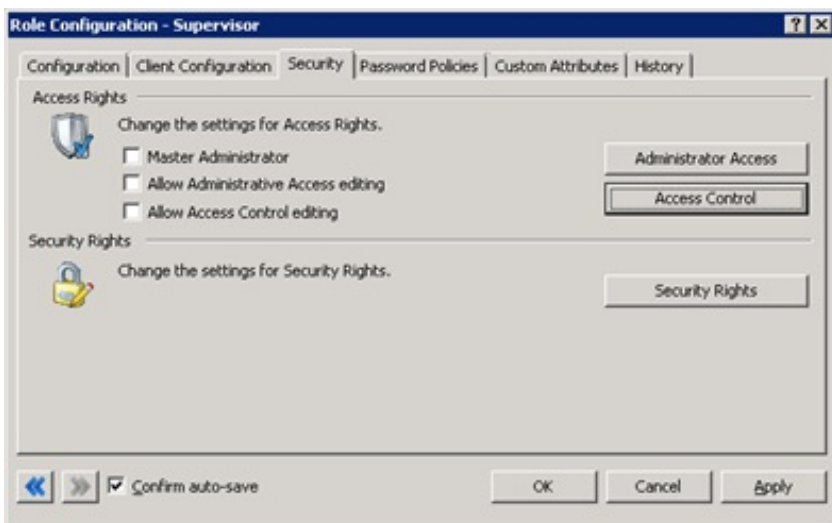 Role Configuration - Supervisor
Configuration
Client Configuration
Security
Password Policies
Custom Attributes
History
Access Rights
Change the settings for Access Rights.
Master Administrator
Administrator Access
Allow Administrative Access editing
Access Control
Allow Access Control editing
Security Rights
Change the settings for Security Rights.
Security Rights
Confirm auto-save
OK
Cancel
Apply